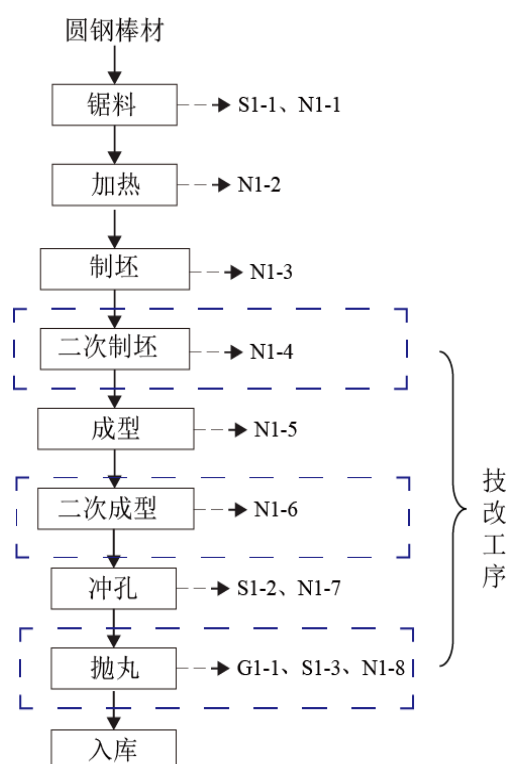 圆钢棒材
锯料 S1-1、N1-1
加热 N1-2
制坯 N1-3
二次制坯 N1-4
成型 N1-5
二次成型 N1-6
冲孔 S1-2、N1-7
抛丸 G1-1、S1-3、N1-8
入库
技改工序